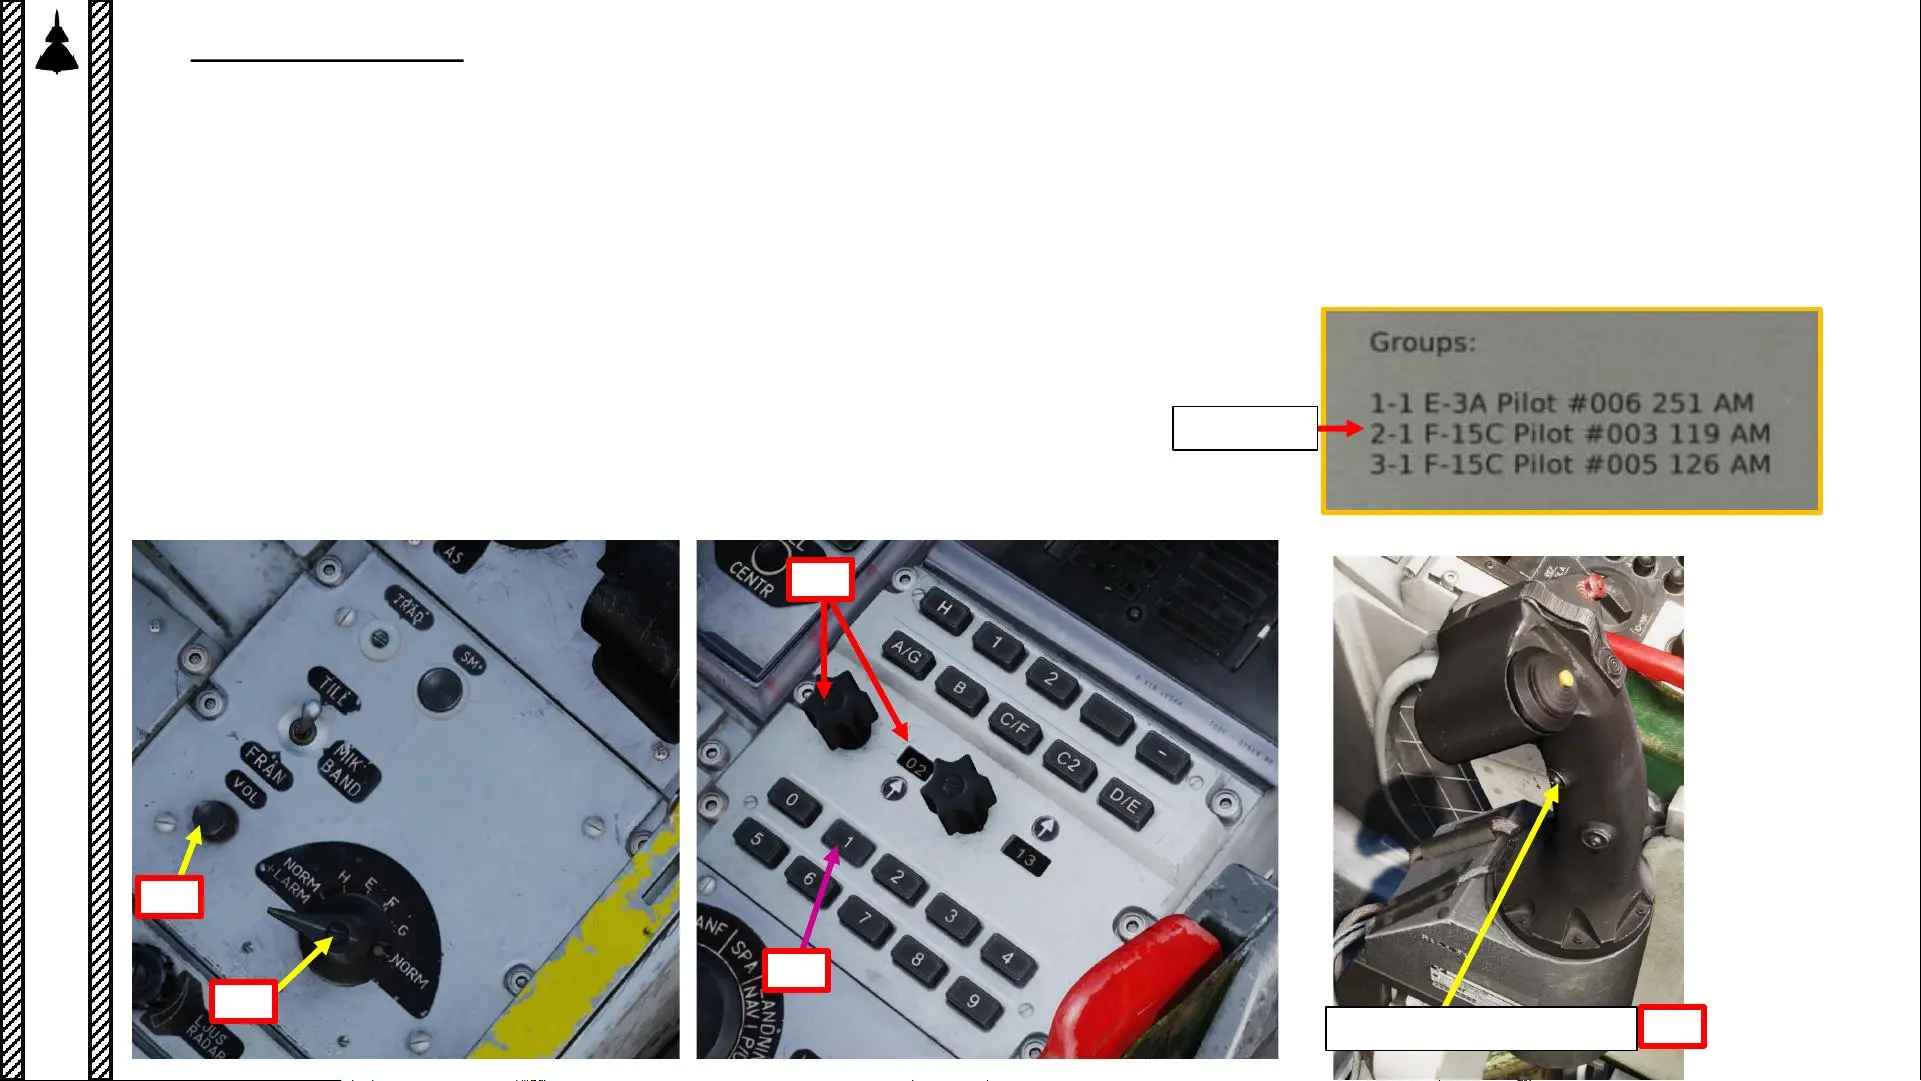 Groups:
1-1 E-3A Pilot #006 251 AM
2-1 F-15C Pilot #003 119 AM
3-1 F-15C Pilot #005 126 AM
AS
TRÅD
SM
TILL
FRÅN
MIK-
BAND
VOL
NORM
+LARM
H
E
F
G
NORM
LJUS
RADAR
CENTR
H
1
2
-
A/G
B
C/F
C2
D/E
02
13
0
1
2
3
4
5
6
7
8
9
ANF
SPA
NAV